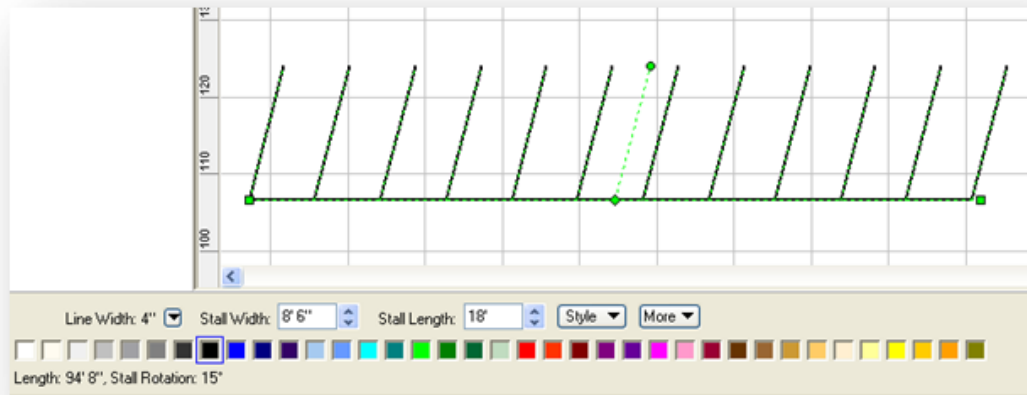 120
110
100
Line Width: 4" Stall Width: 8' 6" Stall Length: 18' Style More
Length: 94' 8", Stall Rotation: 15°